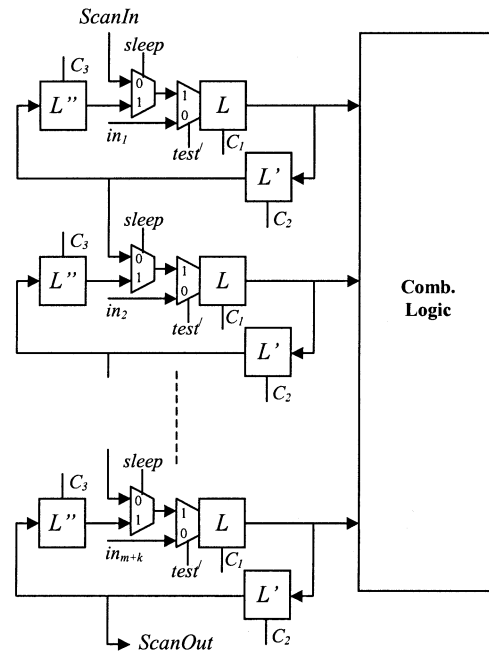 ScanIn
sleep
C3
0
1
1
0
L''
L
in1
test/
C1
L'
C2
sleep
C3
0
1
1
0
L''
L
in2
test/
C1
L'
C2
Comb.
Logic
sleep
C3
0
1
1
0
L''
L
inm+k
test/
C1
L'
C2
ScanOut